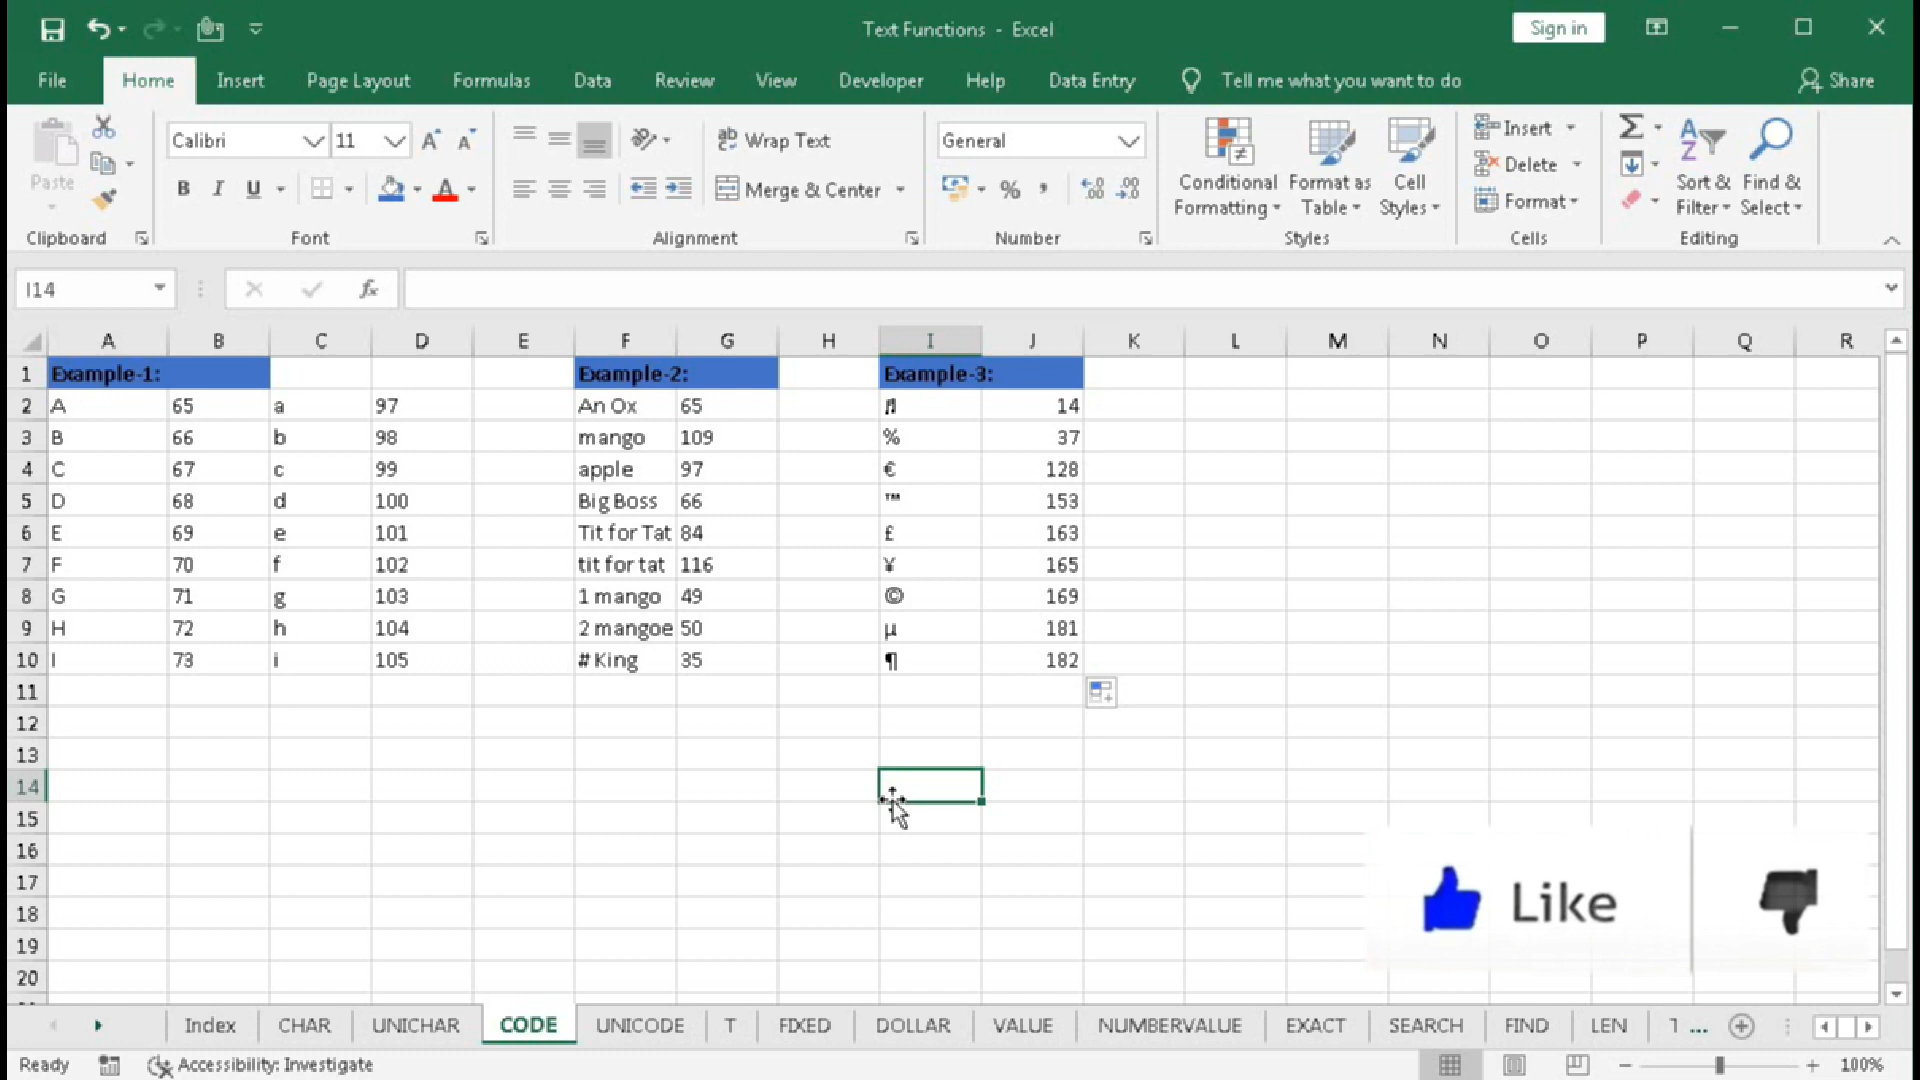 Text Functions - Excel
Sign in
File Home Insert Page Layout Formulas Data Review View Developer Help Data Entry Tell me what you want to do Share
Paste
Calibri 11 A A
Wrap Text
General
B I U A
Merge & Center
%
Conditional Formatting
Format as Table
Cell Styles
Insert
Delete
Format
Sort & Filter
Find & Select
Clipboard Font Alignment Number Styles Cells Editing
I14 fx
A B C D E F G H I J K L M N O P Q R
1 Example-1: Example-2: Example-3:
2 A 65 a 97 An Ox 65 ♬ 14
3 B 66 b 98 mango 109 % 37
4 C 67 c 99 apple 97 € 128
5 D 68 d 100 Big Boss 66 ™ 153
6 E 69 e 101 Tit for Tat 84 £ 163
7 F 70 f 102 tit for tat 116 ¥ 165
8 G 71 g 103 1 mango 49 © 169
9 H 72 h 104 2 mangoe 50 µ 181
10 I 73 i 105 # King 35 ¶ 182
11
12
13
14
15
16
17
18
19
20
Like
Index CHAR UNICHAR CODE UNICODE T FIXED DOLLAR VALUE NUMBERVALUE EXACT SEARCH FIND LEN ...
Ready Accessibility: Investigate 100%